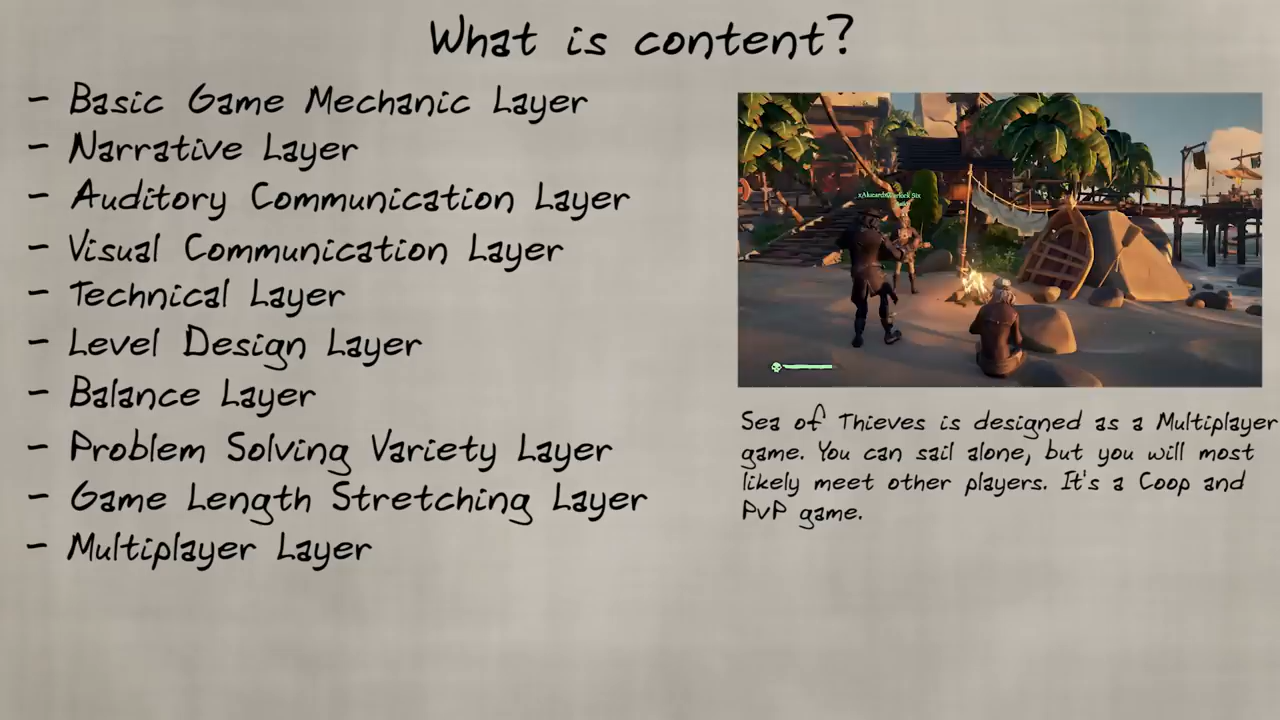 What is content?
- Basic Game Mechanic Layer
- Narrative Layer
- Auditory Communication Layer
- Visual Communication Layer
- Technical Layer
- Level Design Layer
- Balance Layer
- Problem Solving Variety Layer
- Game Length Stretching Layer
- Multiplayer Layer
Sea of Thieves is designed as a Multiplayer
game. You can sail alone, but you will most
likely meet other players. It's a Coop and
PvP game.